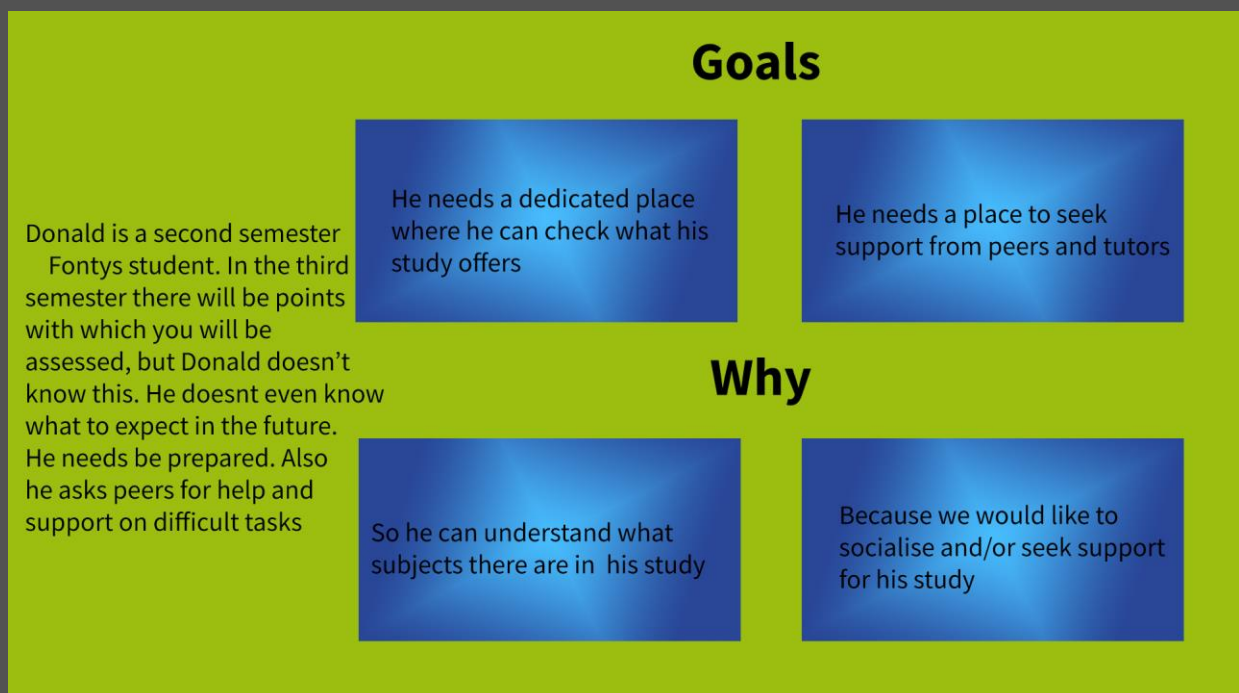 Goals
He needs a dedicated place
where he can check what his
study offers
He needs a place to seek
support from peers and tutors
Donald is a second semester
Fontys student. In the third
semester there will be points
with which you will be
assessed, but Donald doesn’t
know this. He doesnt even know
what to expect in the future.
He needs be prepared. Also
he asks peers for help and
support on difficult tasks
Why
So he can understand what
subjects there are in  his study
Because we would like to
socialise and/or seek support
for his study